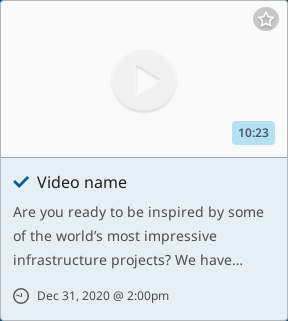 10:23
Video name
Are you ready to be inspired by some
of the world’s most impressive
infrastructure projects? We have...
Dec 31, 2020 @ 2:00pm